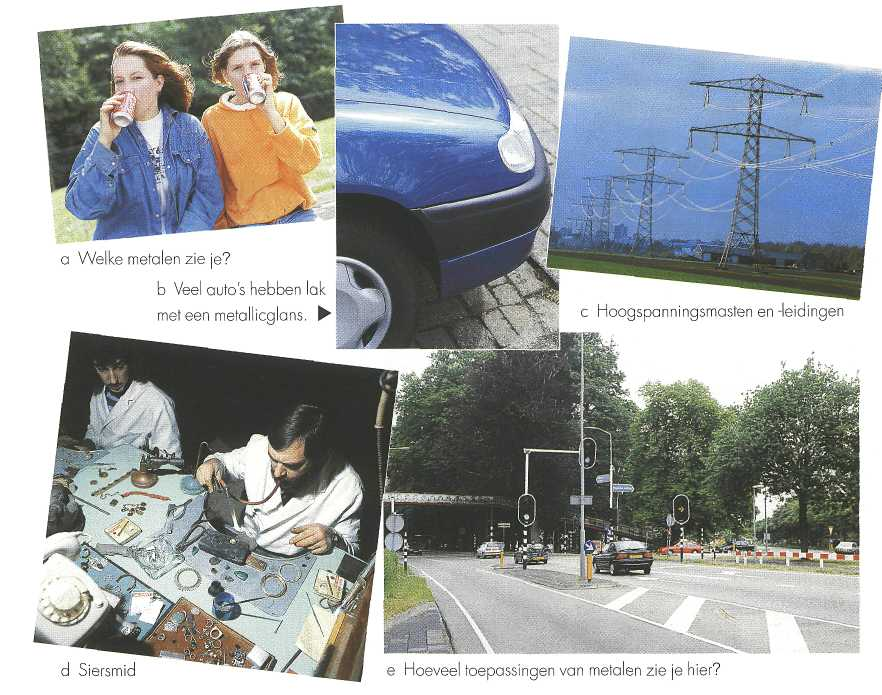 a Welke metalen zie je?
b Veel auto's hebben lak
met een metallicglans. ▶
c Hoogspanningsmasten en -leidingen
d Siersmid
e Hoeveel toepassingen van metalen zie je hier?